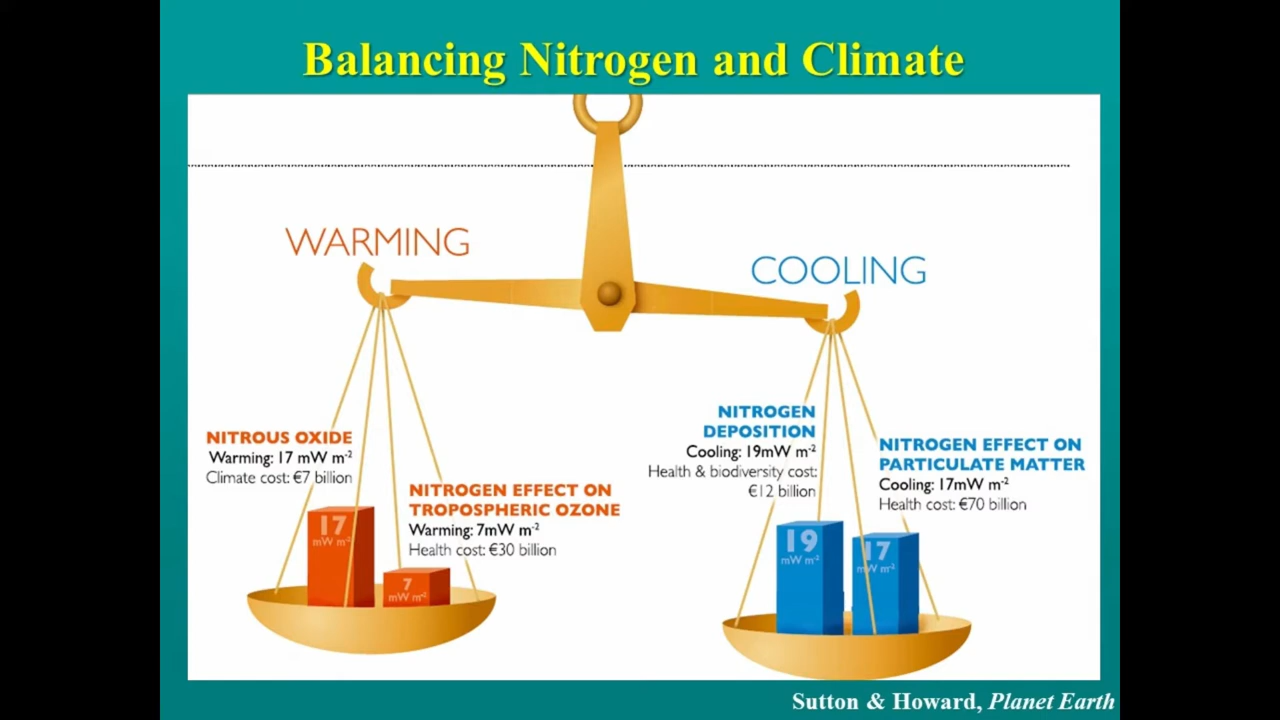 Balancing Nitrogen and Climate
WARMING
COOLING
NITROUS OXIDE
Warming: 17 mW m⁻²
Climate cost: €7 billion
NITROGEN EFFECT ON
TROPOSPHERIC OZONE
Warming: 7mW m⁻²
Health cost: €30 billion
NITROGEN
DEPOSITION
Cooling: 19mW m⁻²
Health & biodiversity cost:
€12 billion
NITROGEN EFFECT ON
PARTICULATE MATTER
Cooling: 17mW m⁻²
Health cost: €70 billion
17
mW m⁻²
7
mW m⁻²
19
mW m⁻²
17
mW m⁻²
Sutton & Howard, Planet Earth